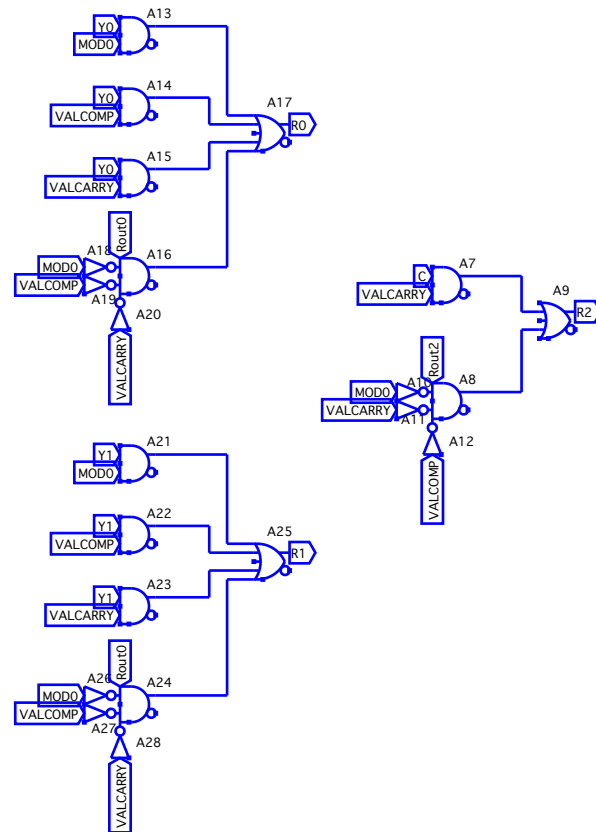 A13
Y0
MOD0
A14
Y0
VALCOMP
A17
R0
A15
Y0
VALCARRY
Rout0
A18
A16
MOD0
VALCOMP
A19
A20
VALCARRY
A7
C
VALCARRY
A9
R2
Rout2
A10
A8
MOD0
VALCARRY
A11
A12
VALCOMP
A21
Y1
MOD0
A22
Y1
VALCOMP
A25
R1
A23
Y1
VALCARRY
Rout0
A26
A24
MOD0
VALCOMP
A27
A28
VALCARRY